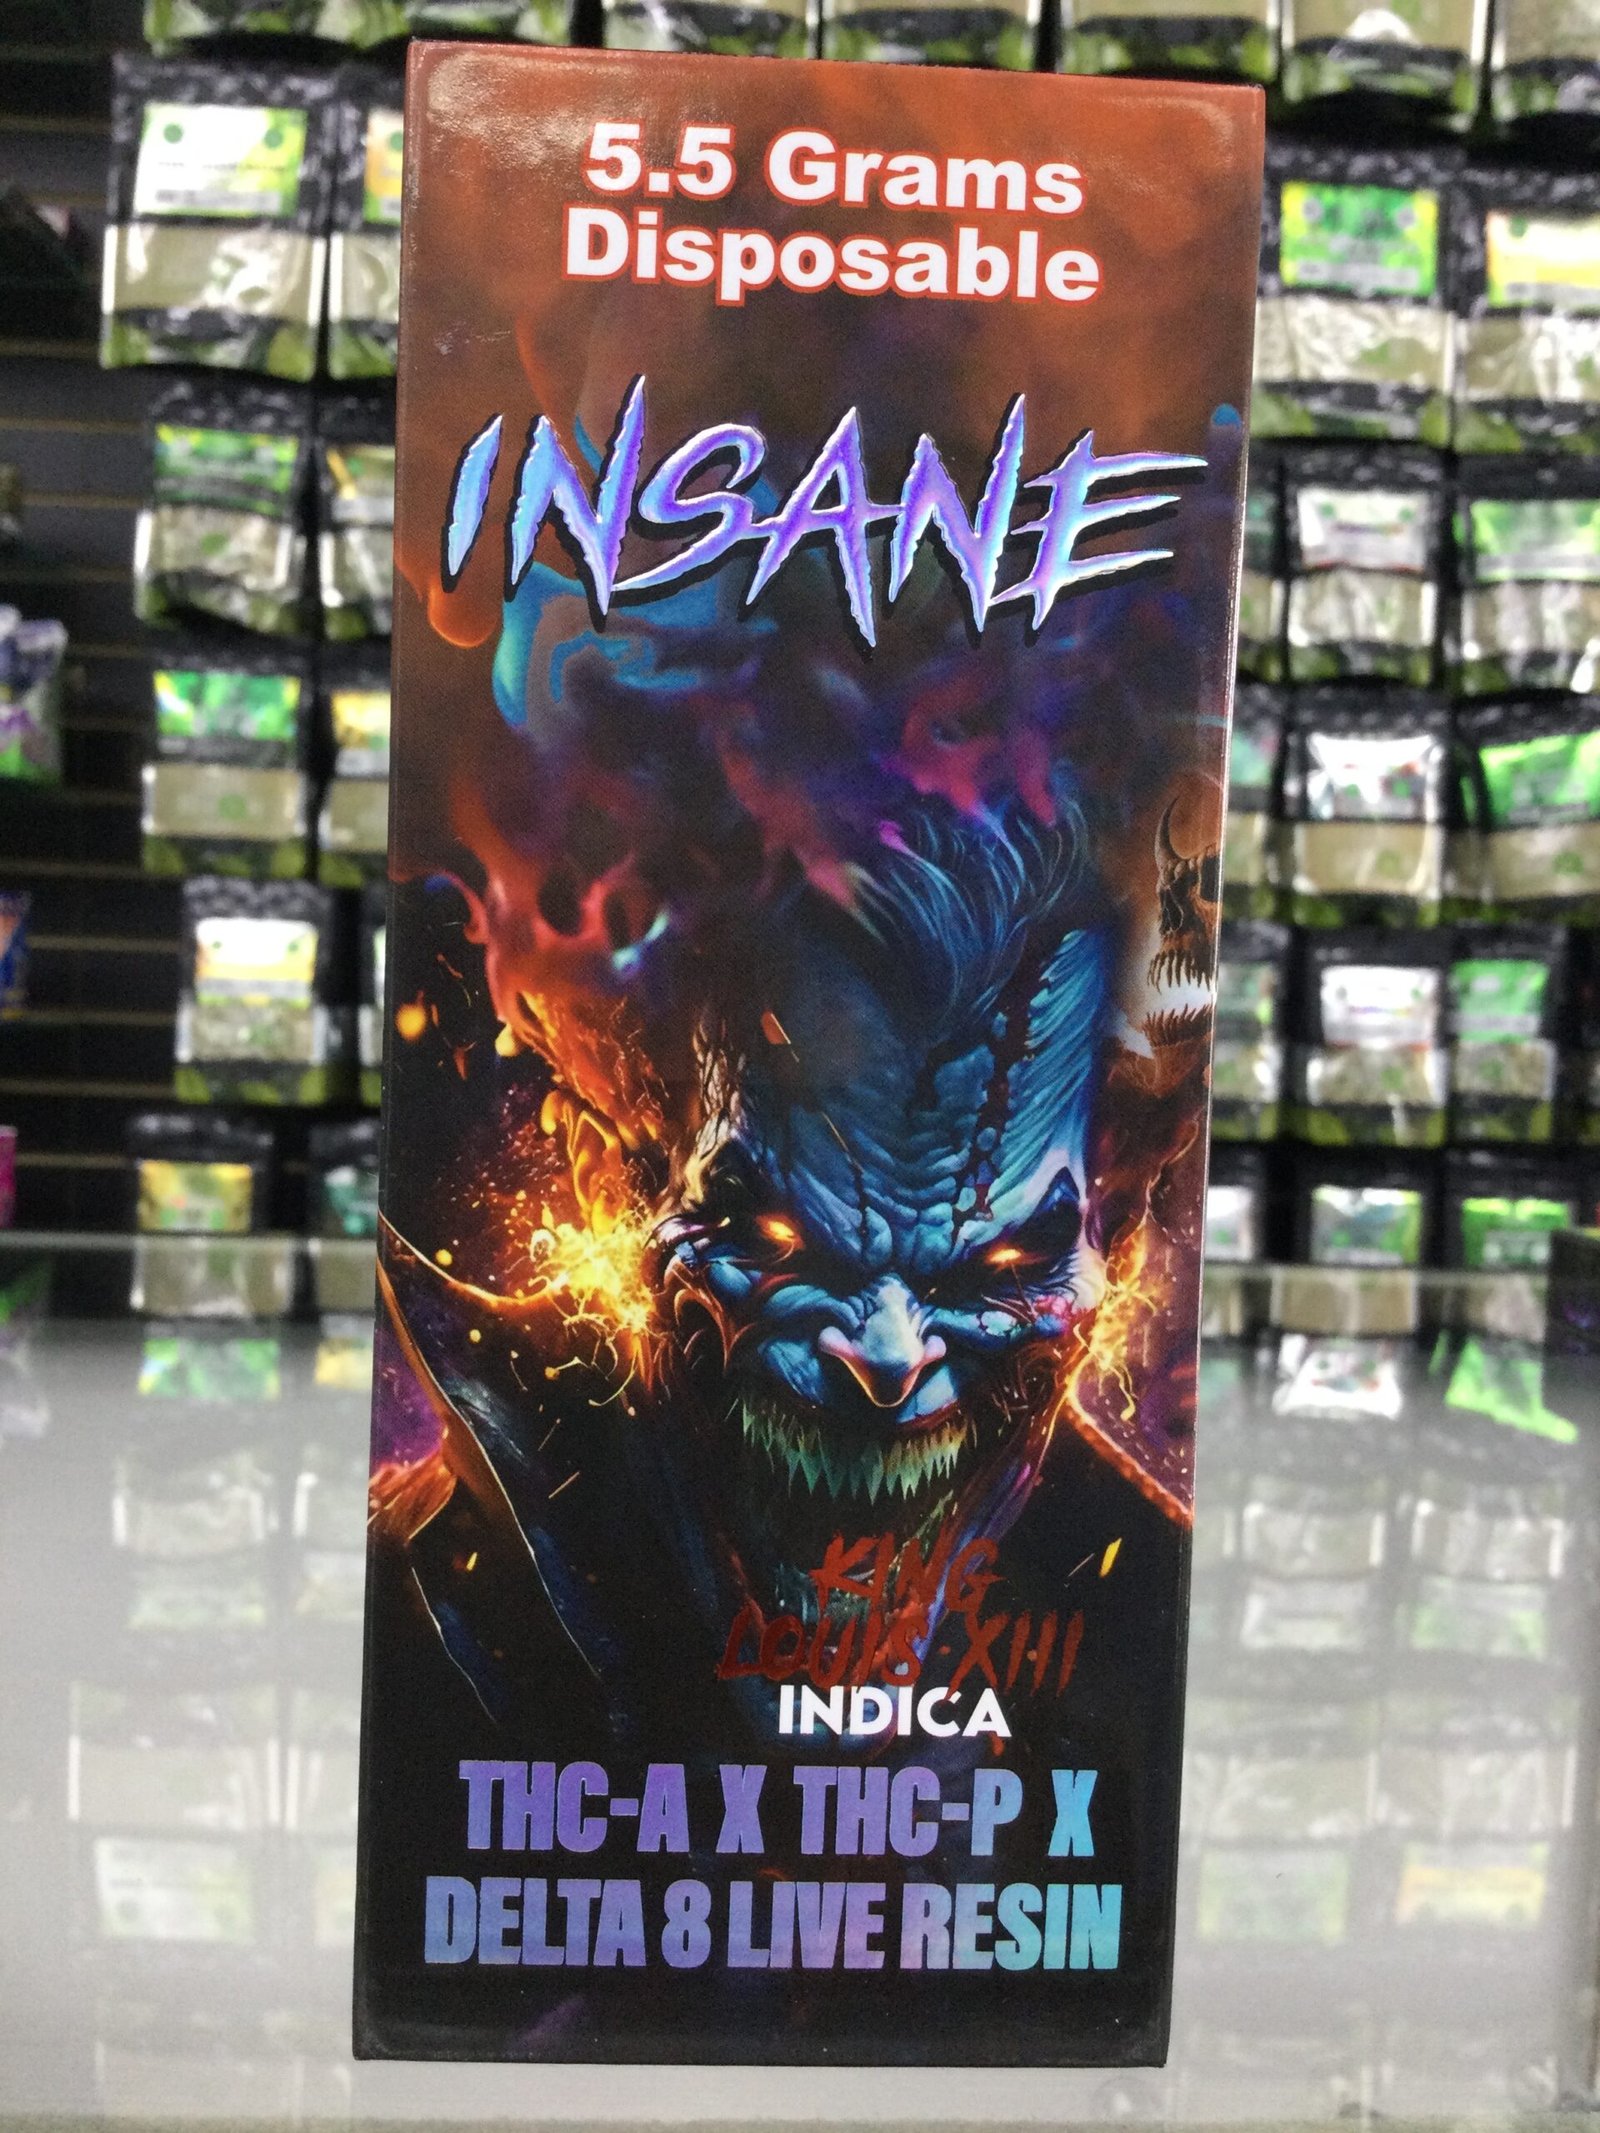 5.5 Grams
Disposable
INSANE
KING
LOUIS XIII
INDICA
THC-A X THC-P X
DELTA 8 LIVE RESIN